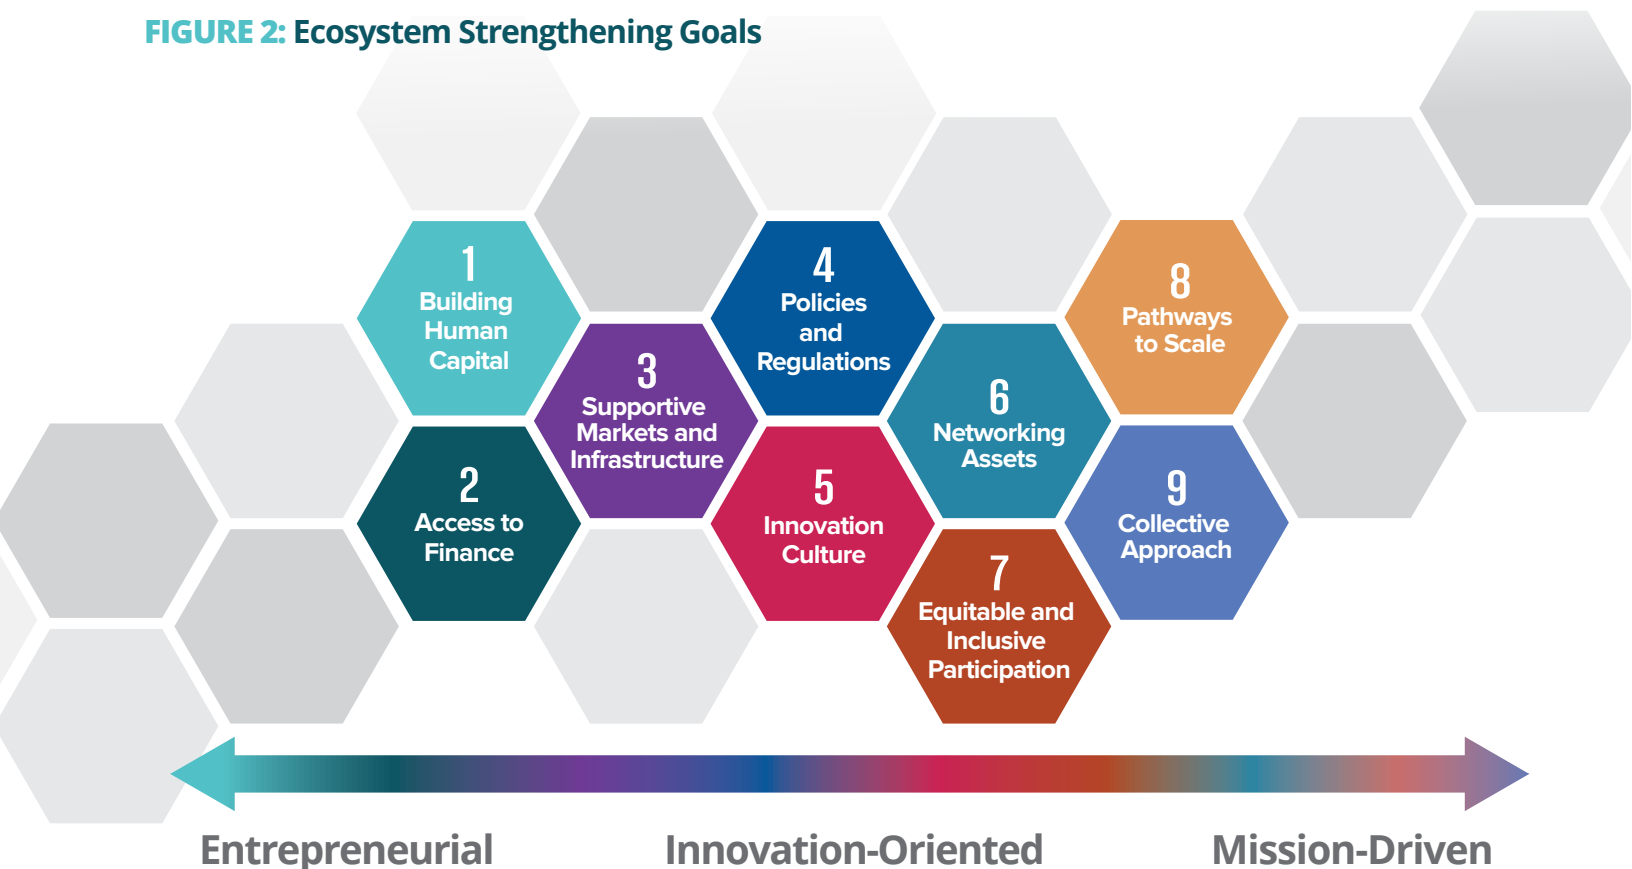 FIGURE 2: Ecosystem Strengthening Goals
1
Building
Human
Capital
2
Access to
Finance
3
Supportive
Markets and
Infrastructure
4
Policies
and
Regulations
5
Innovation
Culture
6
Networking
Assets
7
Equitable and
Inclusive
Participation
8
Pathways
to Scale
9
Collective
Approach
Entrepreneurial
Innovation-Oriented
Mission-Driven